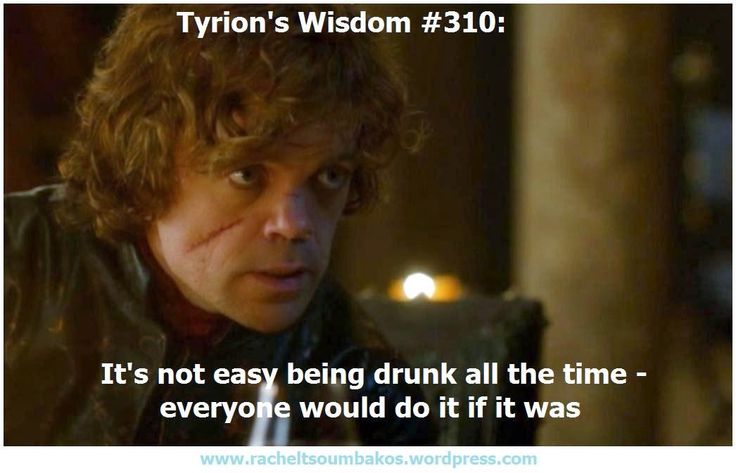 Tyrion's Wisdom #310:
It's not easy being drunk all the time -
everyone would do it if it was
www.racheltsoumbakos.wordpress.com